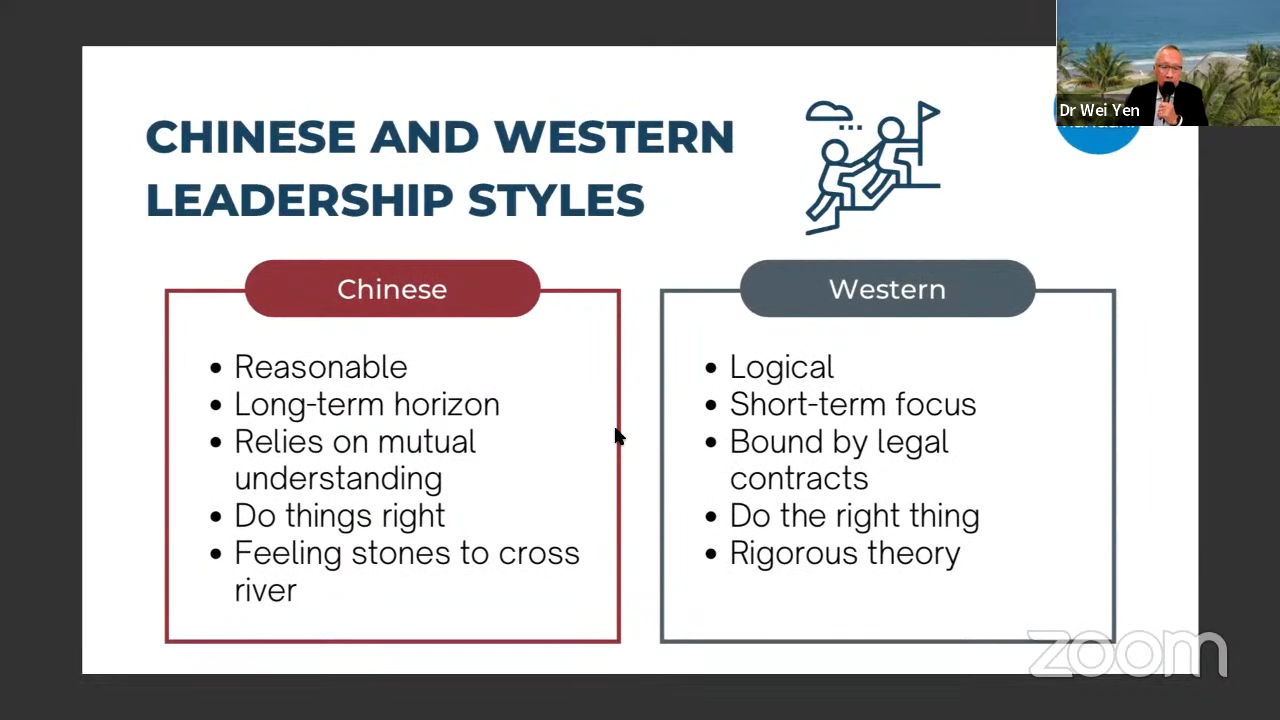 Dr Wei Yen
CHINESE AND WESTERN
LEADERSHIP STYLES
Chinese
Reasonable
Long-term horizon
Relies on mutual
understanding
Do things right
Feeling stones to cross
river
Western
Logical
Short-term focus
Bound by legal
contracts
Do the right thing
Rigorous theory
zoom